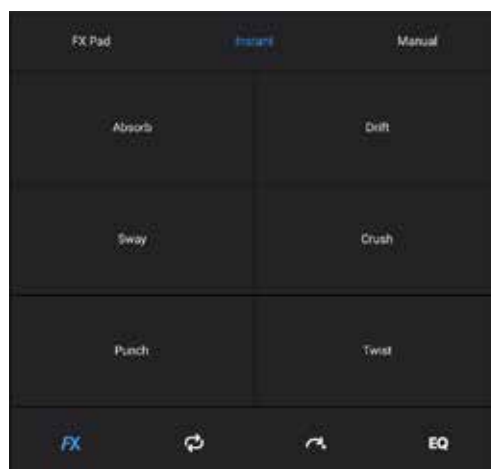 FX Pad Instant Manual
Absorb Drift
Sway Crush
Punch Twist
FX EQ